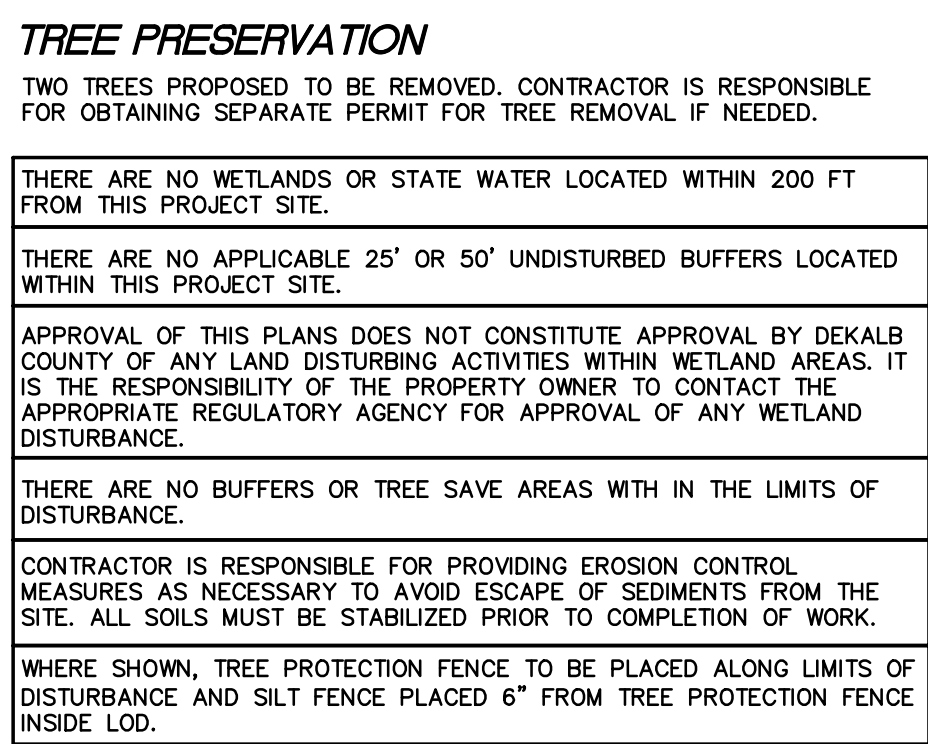 TREE PRESERVATION
TWO TREES PROPOSED TO BE REMOVED. CONTRACTOR IS RESPONSIBLE
FOR OBTAINING SEPARATE PERMIT FOR TREE REMOVAL IF NEEDED.
THERE ARE NO WETLANDS OR STATE WATER LOCATED WITHIN 200 FT
FROM THIS PROJECT SITE.
THERE ARE NO APPLICABLE 25' OR 50' UNDISTURBED BUFFERS LOCATED
WITHIN THIS PROJECT SITE.
APPROVAL OF THIS PLANS DOES NOT CONSTITUTE APPROVAL BY DEKALB
COUNTY OF ANY LAND DISTURBING ACTIVITIES WITHIN WETLAND AREAS. IT
IS THE RESPONSIBILITY OF THE PROPERTY OWNER TO CONTACT THE
APPROPRIATE REGULATORY AGENCY FOR APPROVAL OF ANY WETLAND
DISTURBANCE.
THERE ARE NO BUFFERS OR TREE SAVE AREAS WITH IN THE LIMITS OF
DISTURBANCE.
CONTRACTOR IS RESPONSIBLE FOR PROVIDING EROSION CONTROL
MEASURES AS NECESSARY TO AVOID ESCAPE OF SEDIMENTS FROM THE
SITE. ALL SOILS MUST BE STABILIZED PRIOR TO COMPLETION OF WORK.
WHERE SHOWN, TREE PROTECTION FENCE TO BE PLACED ALONG LIMITS OF
DISTURBANCE AND SILT FENCE PLACED 6" FROM TREE PROTECTION FENCE
INSIDE LOD.